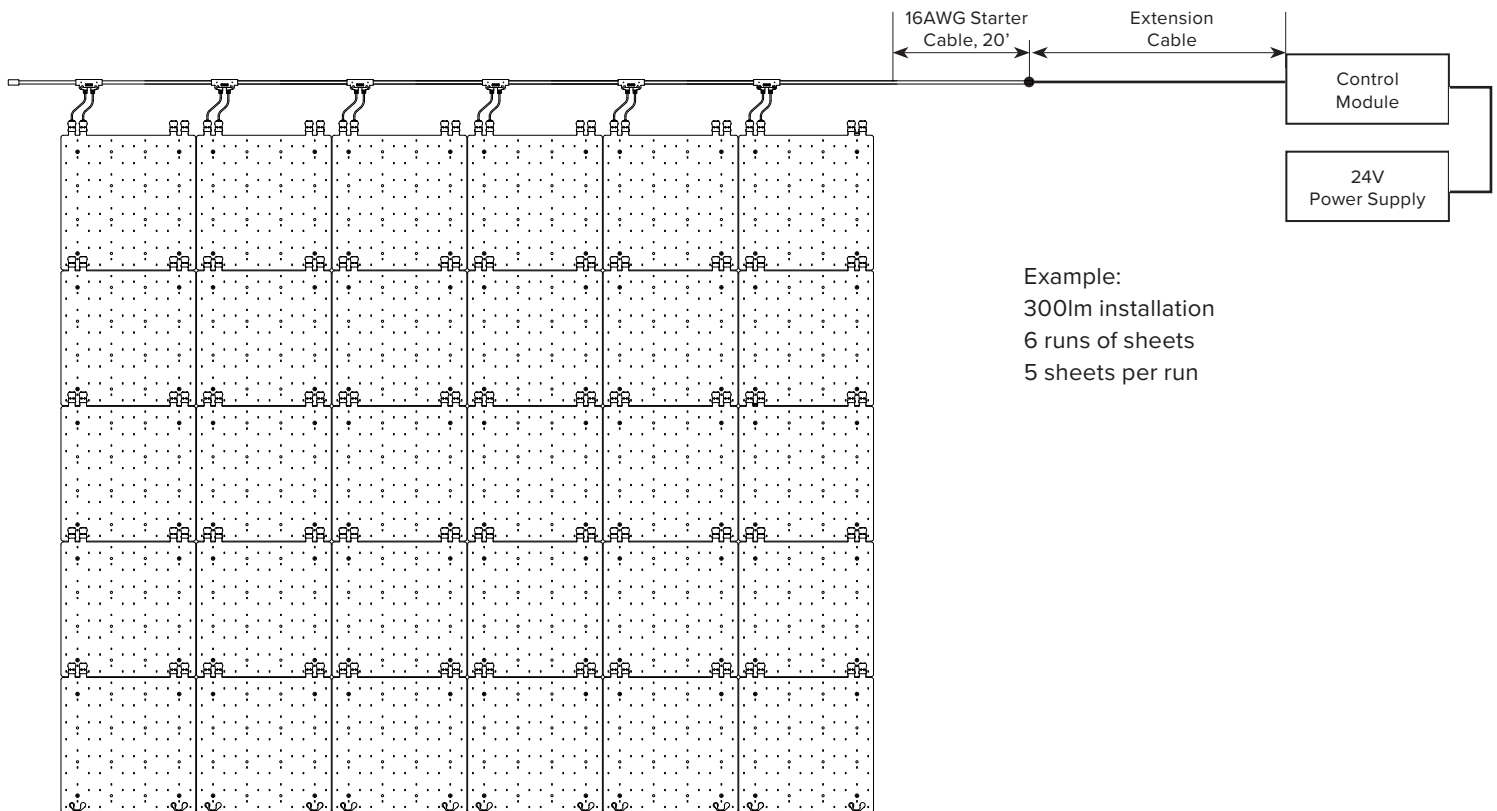 16AWG Starter
Cable, 20’
Extension
Cable
Control
Module
24V
Power Supply
Example:
300lm installation
6 runs of sheets
5 sheets per run